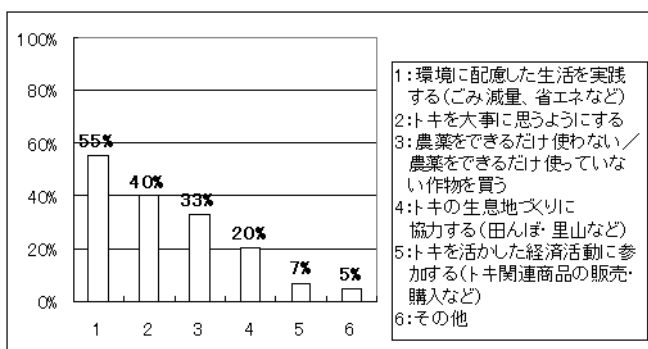 100%
80%
60%
40%
20%
0%
55%
40%
33%
20%
7%
5%
1
2
3
4
5
6
1:環境に配慮した生活を実践
する(ごみ減量、省エネなど)
2:トキを大事に思うようにする
3:農薬をできるだけ使わない/
農薬をできるだけ使っていな
い作物を買う
4:トキの生息地づくりに
協力する(田んぼ・里山など)
5:トキを活かした経済活動に参
加する(トキ関連商品の販売・
購入など)
6:その他